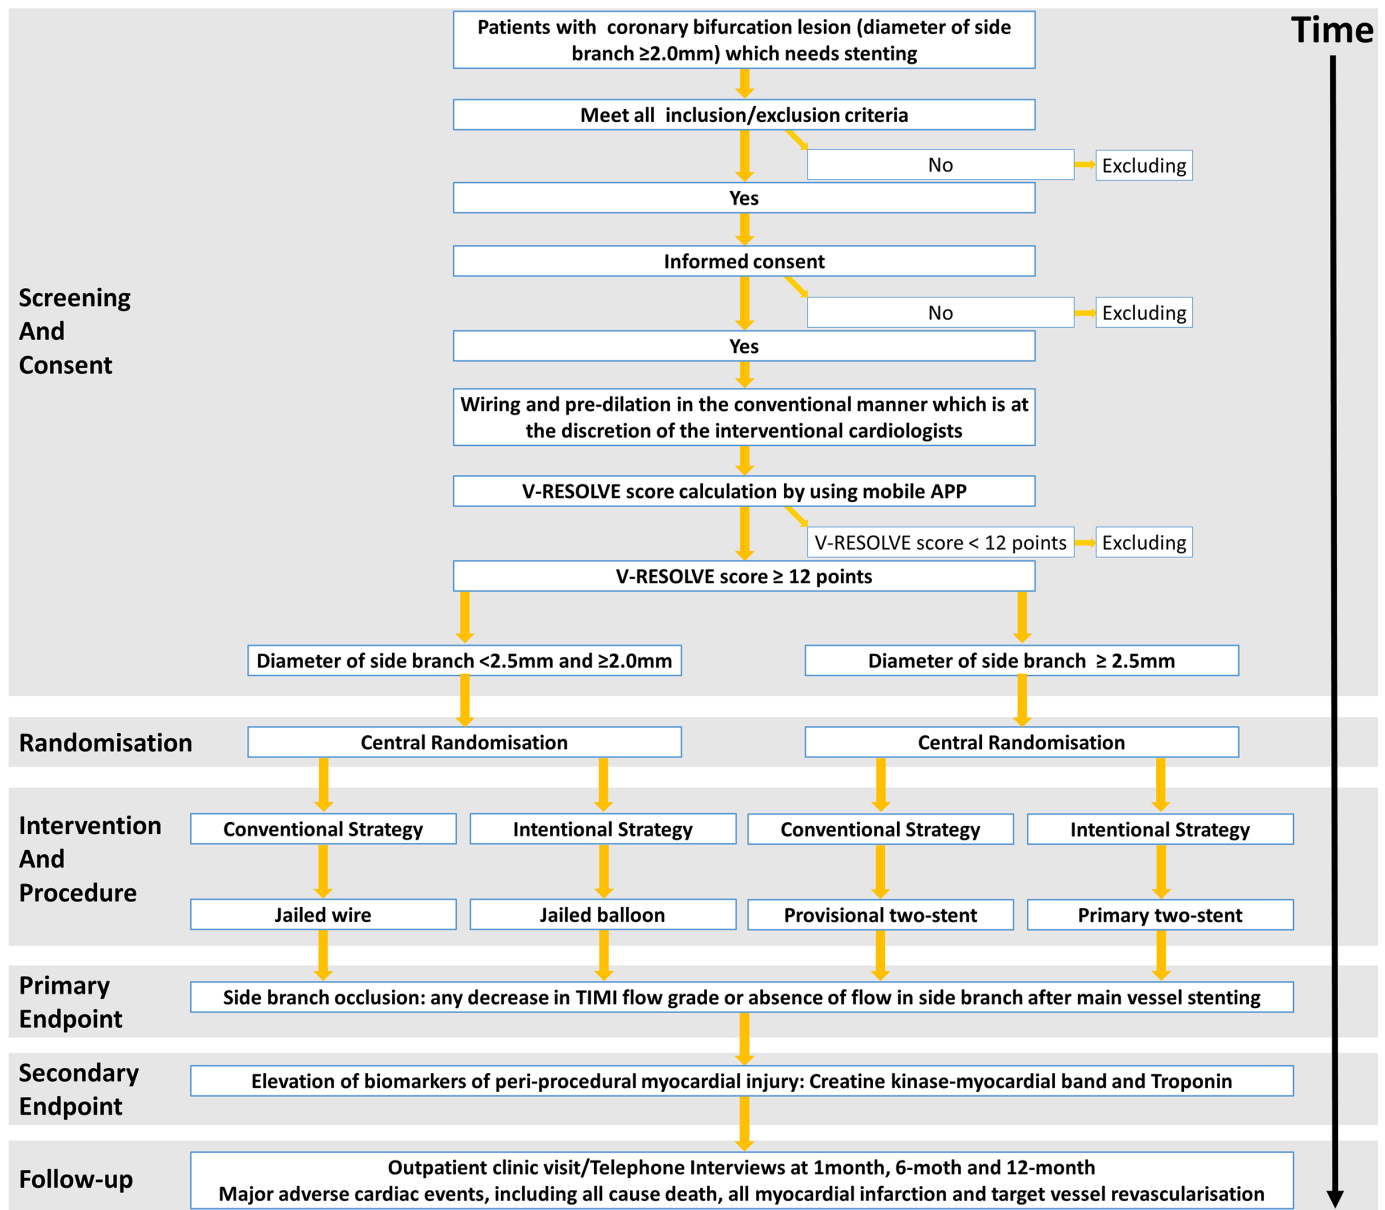 Time
Patients with coronary bifurcation lesion (diameter of side
branch ≥2.0mm) which needs stenting
Meet all inclusion/exclusion criteria
No
Excluding
Yes
Informed consent
No
Excluding
Screening
And
Consent
Yes
Wiring and pre-dilation in the conventional manner which is at
the discretion of the interventional cardiologists
V-RESOLVE score calculation by using mobile APP
V-RESOLVE score < 12 points
Excluding
V-RESOLVE score ≥ 12 points
Diameter of side branch <2.5mm and ≥2.0mm
Diameter of side branch ≥ 2.5mm
Randomisation
Central Randomisation
Central Randomisation
Intervention
And
Procedure
Conventional Strategy
Intentional Strategy
Conventional Strategy
Intentional Strategy
Jailed wire
Jailed balloon
Provisional two-stent
Primary two-stent
Primary
Endpoint
Side branch occlusion: any decrease in TIMI flow grade or absence of flow in side branch after main vessel stenting
Secondary
Endpoint
Elevation of biomarkers of peri-procedural myocardial injury: Creatine kinase-myocardial band and Troponin
Follow-up
Outpatient clinic visit/Telephone Interviews at 1month, 6-moth and 12-month
Major adverse cardiac events, including all cause death, all myocardial infarction and target vessel revascularisation